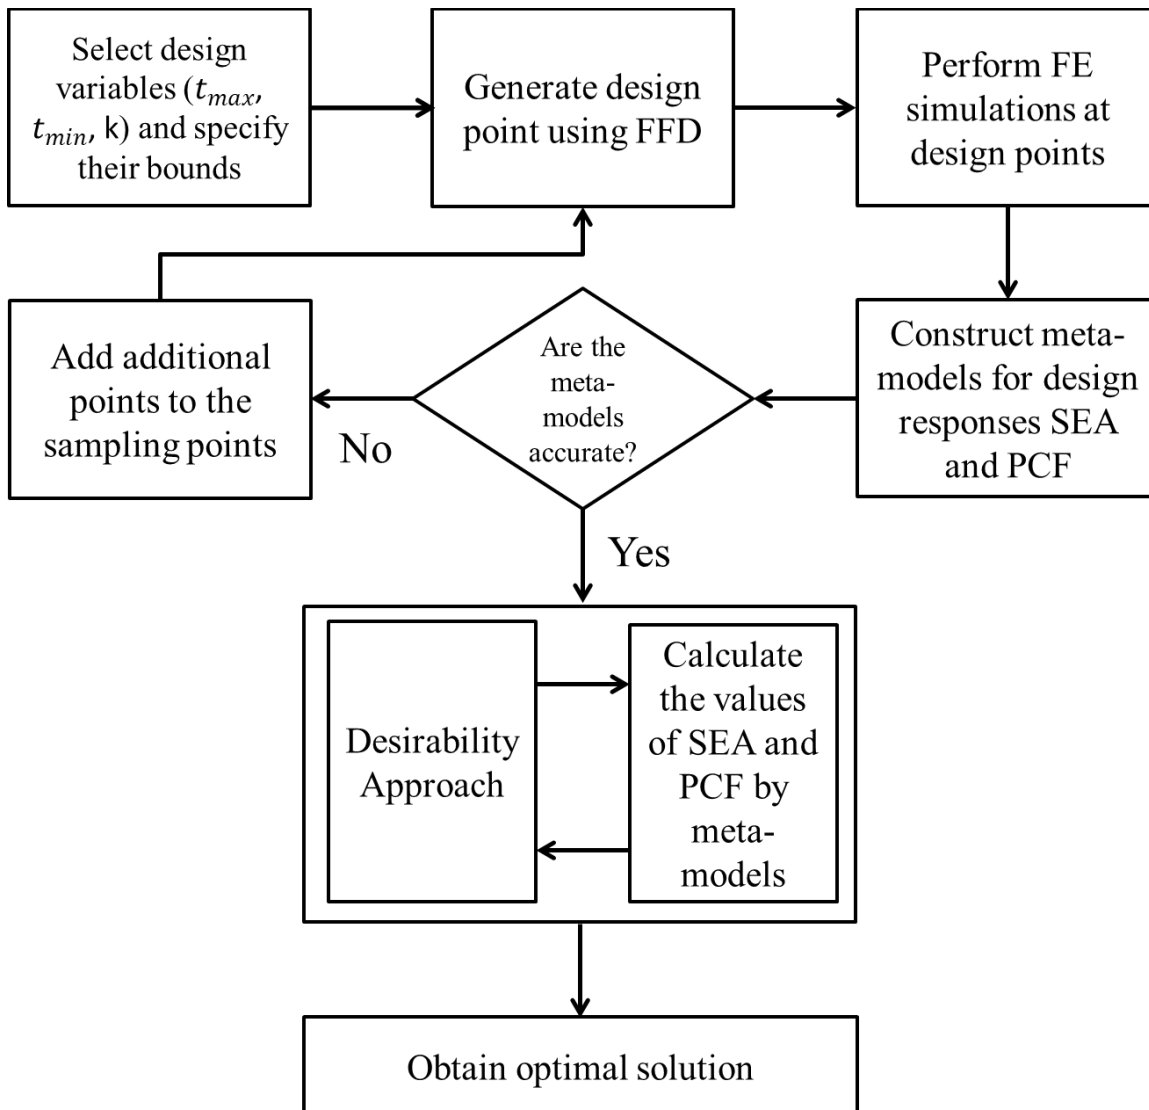 Select design
variables (t_max,
t_min, k) and specify
their bounds
Generate design
point using FFD
Perform FE
simulations at
design points
Add additional
points to the
sampling points
No
Are the
meta-
models
accurate?
Construct meta-
models for design
responses SEA
and PCF
Yes
Desirability
Approach
Calculate
the values
of SEA and
PCF by
meta-
models
Obtain optimal solution